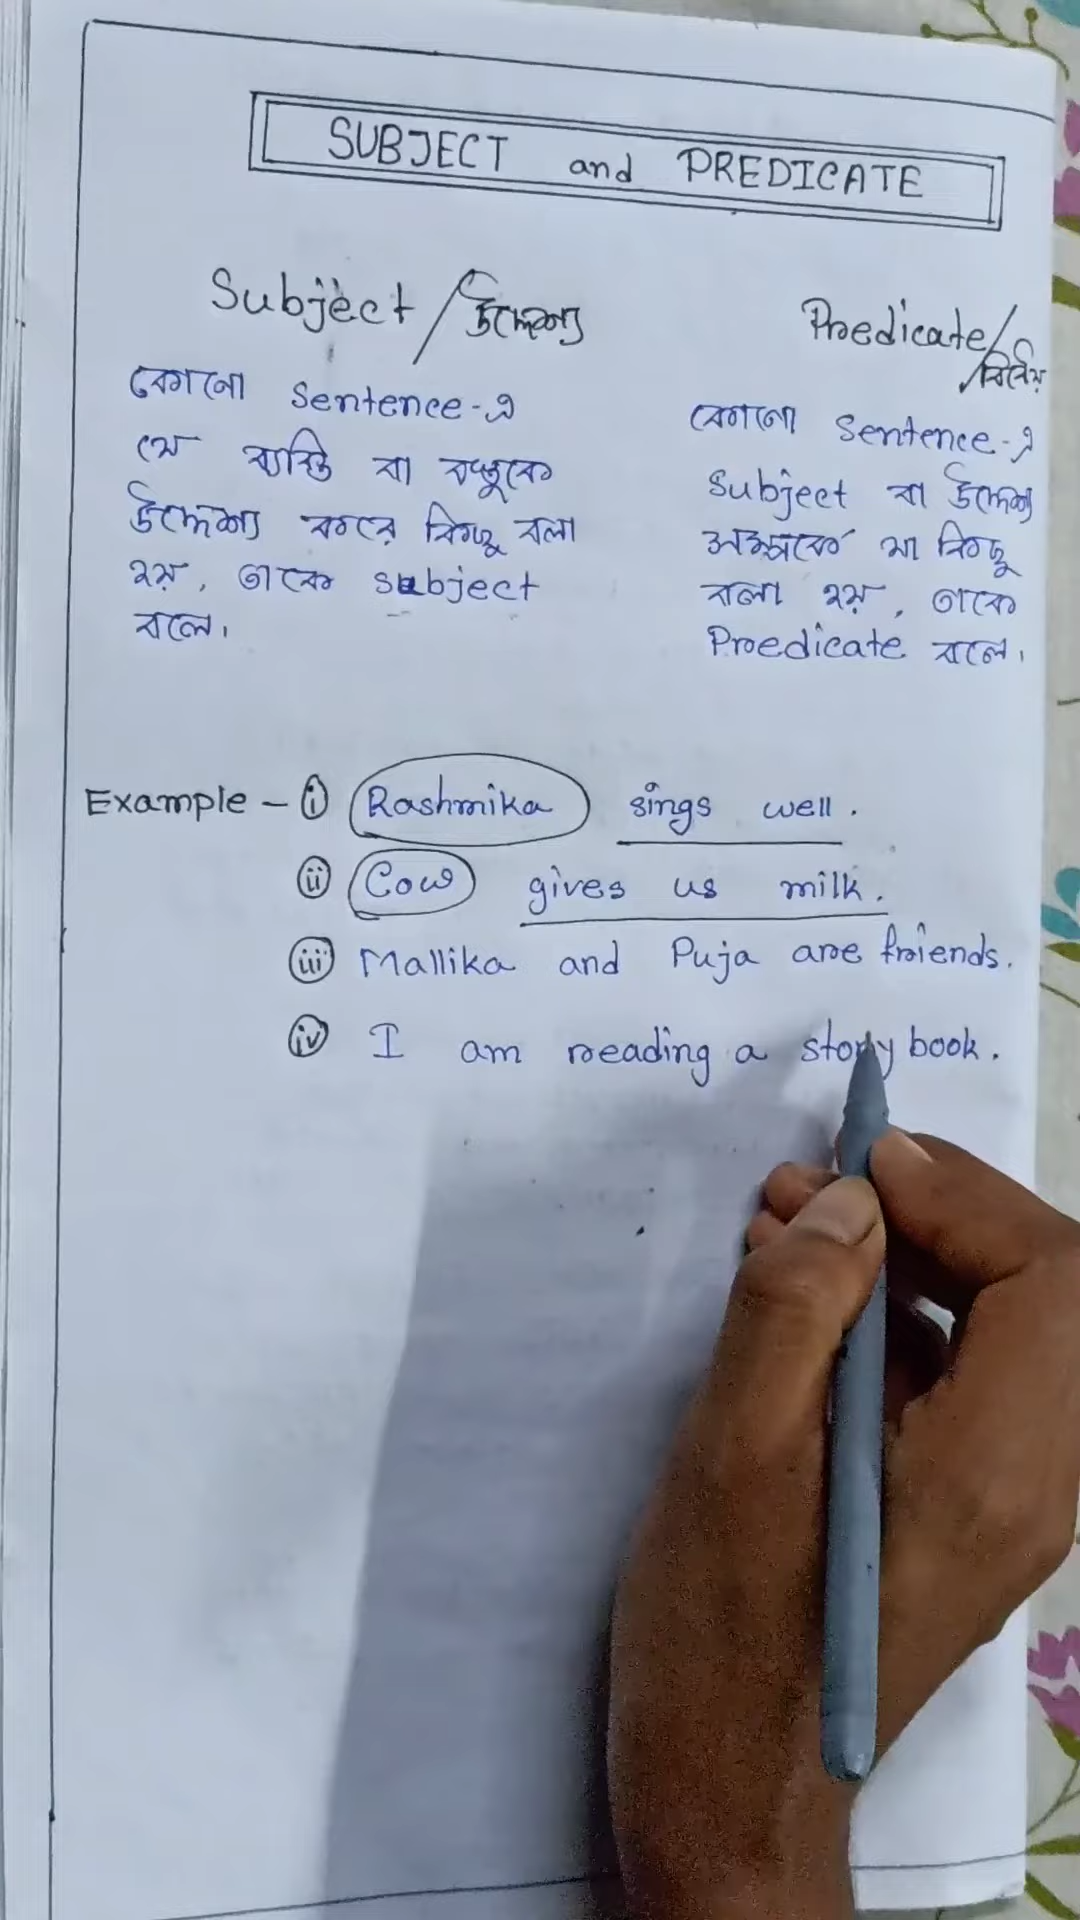 SUBJECT and PREDICATE
Subject / উদ্দেশ্য
কোনো sentence-এ
যে ব্যক্তি বা বস্তুকে
উদ্দেশ্য করে কিছু বলা
হয়, তাকে subject
বলে।
Predicate / বিধেয়
কোনো sentence-এ
subject বা উদ্দেশ্য
সম্পর্কে যা কিছু
বলা হয়, তাকে
Predicate বলে।
Example - (i) Rashmika sings well.
(ii) Cow gives us milk.
(iii) Mallika and Puja are friends.
(iv) I am reading a story book.